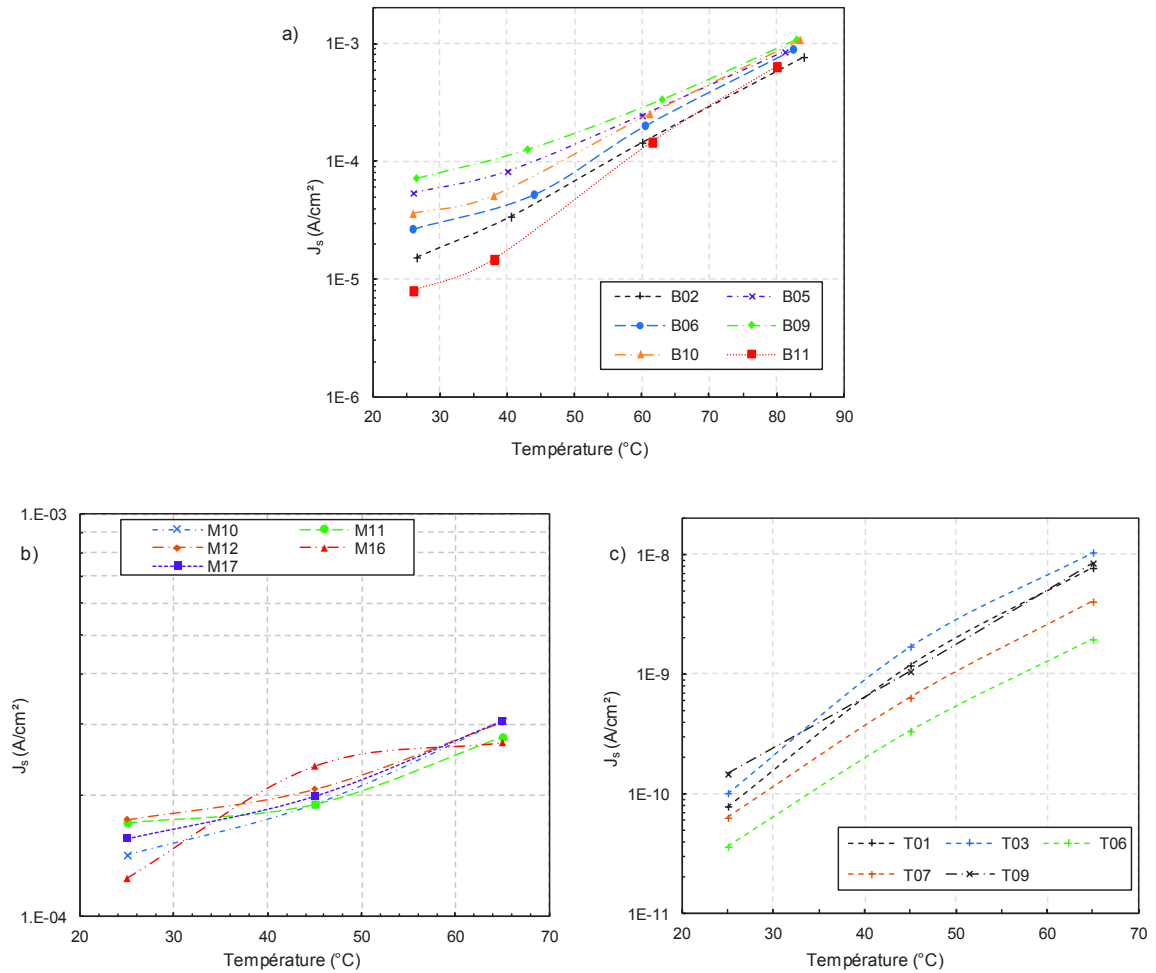 a)
1E-3
1E-4
1E-5
1E-6
J_s (A/cm²)
B02 B05
B06 B09
B10 B11
20 30 40 50 60 70 80 90
Température (°C)
b)
1.E-03
1.E-04
J_s (A/cm²)
M10 M11
M12 M16
M17
20 30 40 50 60 70
Température (°C)
c)
1E-8
1E-9
1E-10
1E-11
J_s (A/cm²)
T01 T03 T06
T07 T09
20 30 40 50 60 70
Température (°C)